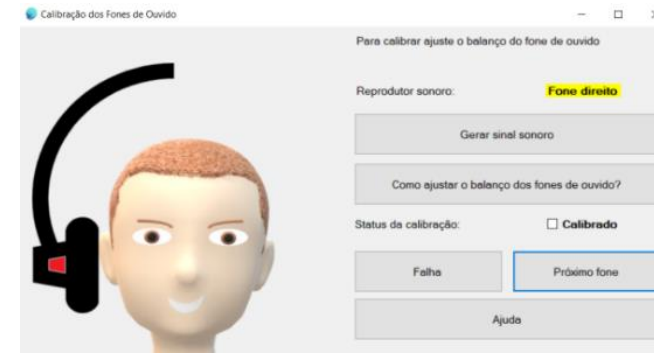 Calibração dos Fones de Ouvido
Para calibrar ajuste o balanço do fone de ouvido
Reprodutor sonoro: Fone direito
Gerar sinal sonoro
Como ajustar o balanço dos fones de ouvido?
Status da calibração: Calibrado
Falha Próximo fone
Ajuda